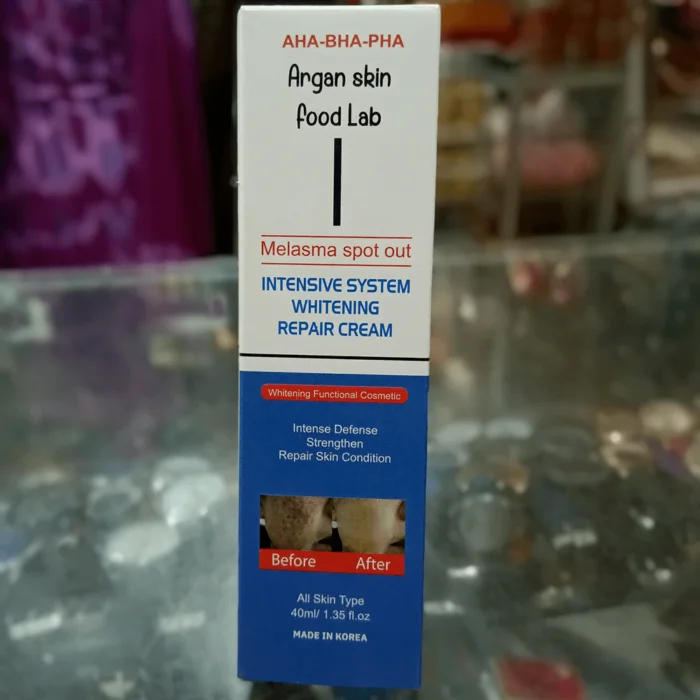 AHA-BHA-PHA
Argan skin
food Lab
Melasma spot out
INTENSIVE SYSTEM
WHITENING
REPAIR CREAM
Whitening Functional Cosmetic
Intense Defense
Strengthen
Repair Skin Condition
Before After
All Skin Type
40ml/ 1.35 fl.oz
MADE IN KOREA